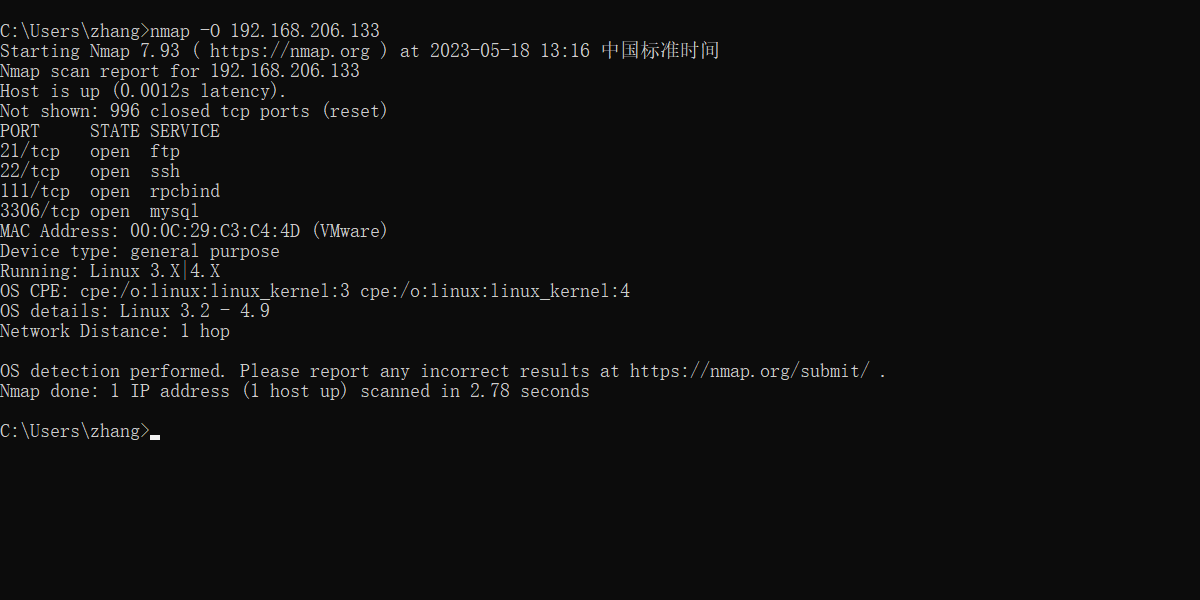 C:\Users\zhang>nmap -O 192.168.206.133
Starting Nmap 7.93 ( https://nmap.org ) at 2023-05-18 13:16 中国标准时间
Nmap scan report for 192.168.206.133
Host is up (0.0012s latency).
Not shown: 996 closed tcp ports (reset)
PORT     STATE SERVICE
21/tcp   open  ftp
22/tcp   open  ssh
111/tcp  open  rpcbind
3306/tcp open  mysql
MAC Address: 00:0C:29:C3:C4:4D (VMware)
Device type: general purpose
Running: Linux 3.X|4.X
OS CPE: cpe:/o:linux:linux_kernel:3 cpe:/o:linux:linux_kernel:4
OS details: Linux 3.2 - 4.9
Network Distance: 1 hop
OS detection performed. Please report any incorrect results at https://nmap.org/submit/ .
Nmap done: 1 IP address (1 host up) scanned in 2.78 seconds
C:\Users\zhang>